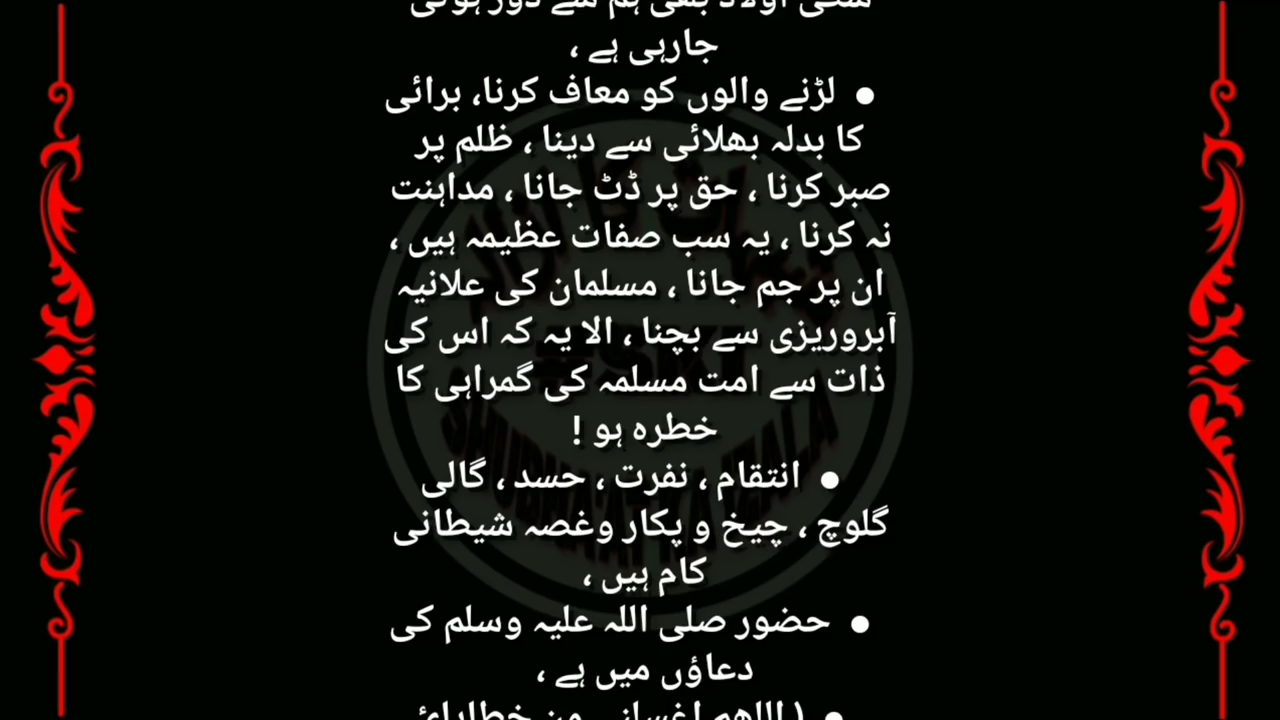 جارہی ہے ،
● لڑنے والوں کو معاف کرنا، برائی
کا بدلہ بھلائی سے دینا ، ظلم پر
صبر کرنا ، حق پر ڈٹ جانا ، مداہنت
نہ کرنا ، یہ سب صفات عظیمہ ہیں ،
ان پر جم جانا ، مسلمان کی علانیہ
آبروریزی سے بچنا ، الا یہ کہ اس کی
ذات سے امت مسلمہ کی گمراہی کا
خطرہ ہو !
● انتقام ، نفرت ، حسد ، گالی
گلوچ ، چیخ و پکار وغصہ شیطانی
کام ہیں ،
● حضور صلی اللہ علیہ وسلم کی
دعاؤں میں ہے ،